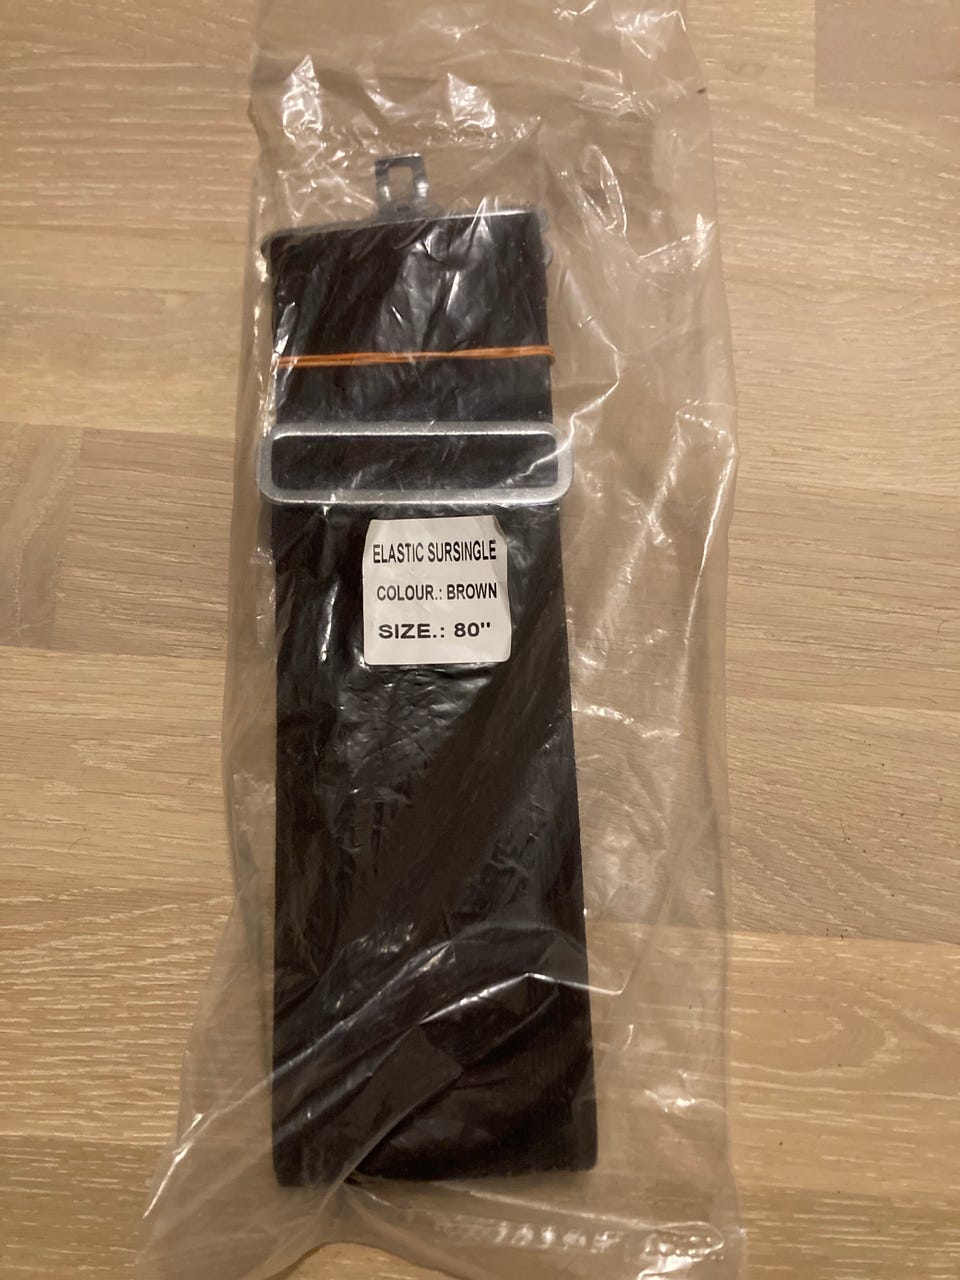 ELASTIC SURSINGLE
COLOUR.: BROWN
SIZE.: 80"